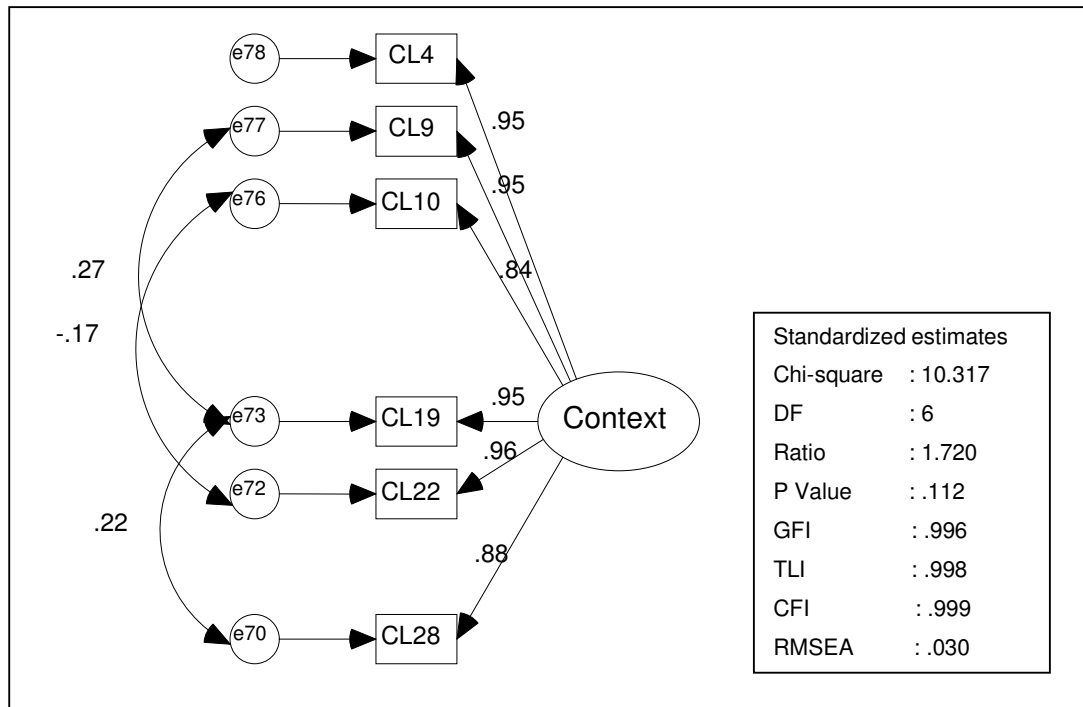 e78
CL4
.95
e77
CL9
.95
e76
CL10
.84
.27
-.17
e73
CL19
.95
Context
.96
e72
CL22
.22
.88
e70
CL28
Standardized estimates
Chi-square : 10.317
DF : 6
Ratio : 1.720
P Value : .112
GFI : .996
TLI : .998
CFI : .999
RMSEA : .030